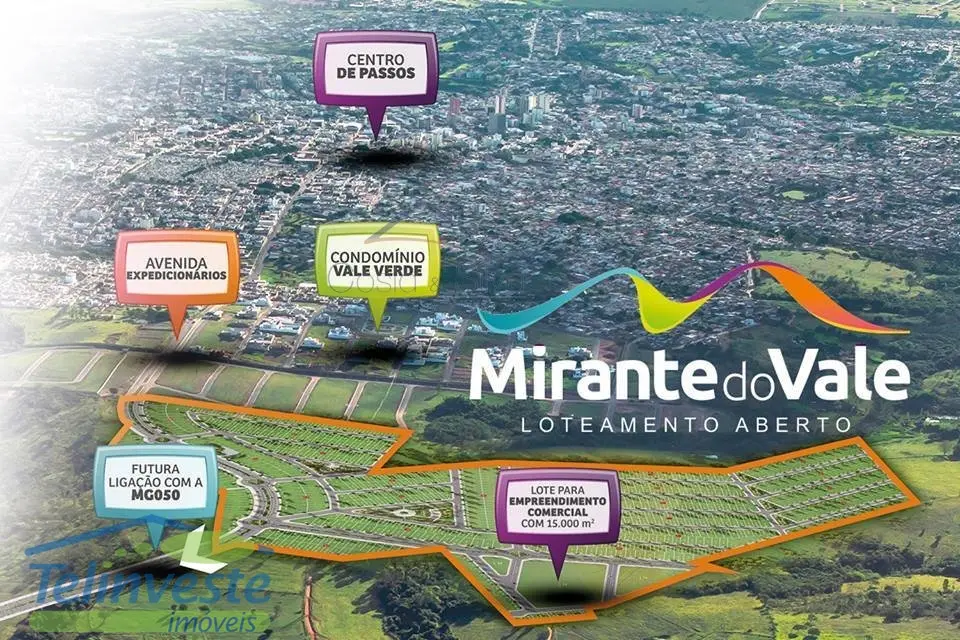 CENTRO
DE PASSOS
AVENIDA
EXPEDICIONÁRIOS
CONDOMÍNIO
VALE VERDE
Mirante do Vale
LOTEAMENTO ABERTO
FUTURA
LIGAÇÃO COM A
MG050
LOTE PARA
EMPREENDIMENTO
COMERCIAL
COM 15.000 m²
Telinveste
imóveis